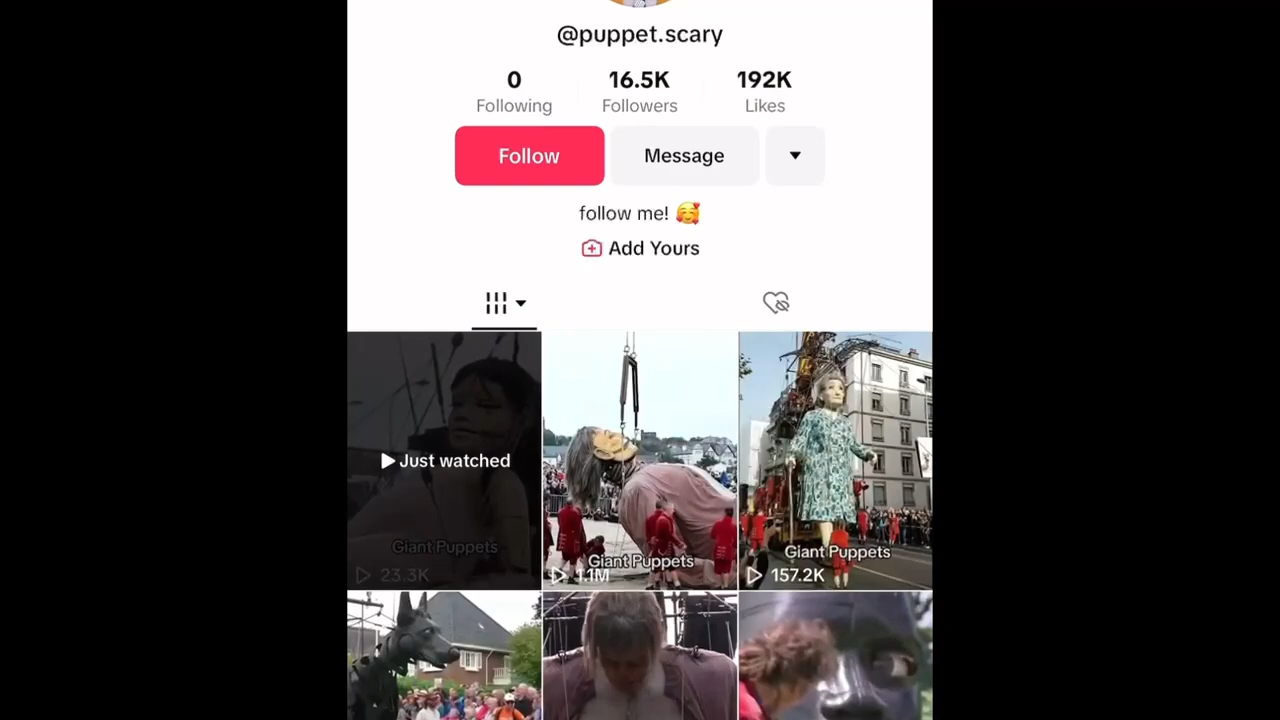 @puppet.scary
0 16.5K 192K
Following Followers Likes
Follow Message
follow me! 🥰
Add Yours
Just watched
Giant Puppets
23.3K
Giant Puppets
1.1M
Giant Puppets
157.2K